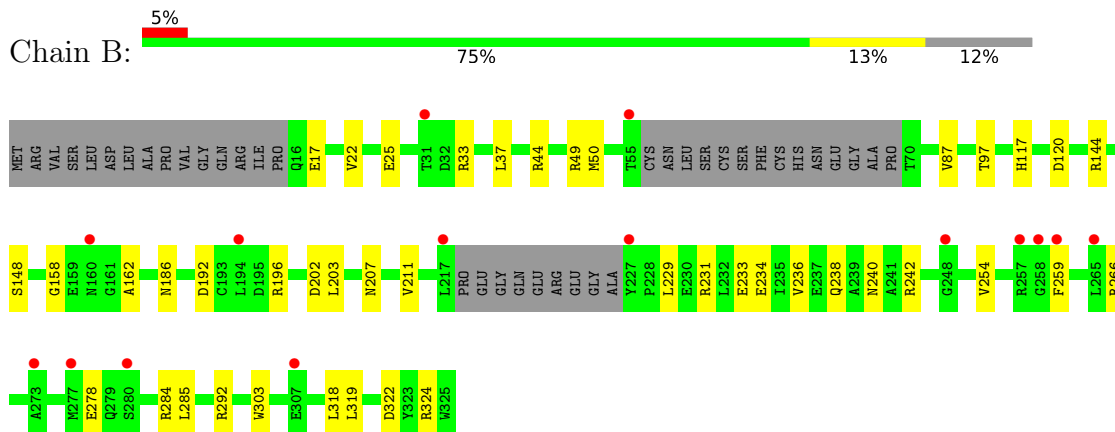 5%
Chain B:
75% 13% 12%
MET ARG VAL SER LEU ASP LEU ALA PRO VAL GLY GLN ARG ILE PRO Q16 E17 V22 E25 T31 D32 R33 L37 R44 R49 M50 T55 CYS ASN LEU SER CYS SER PHE CYS HIS ASN GLU GLY ALA PRO T70 V87 T97 H117 D120 R144
S148 G158 E159 N160 G161 A162 N186 D192 C193 L194 D195 R196 D202 L203 N207 V211 L217 PRO GLU GLY GLN GLU ARG GLU GLY ALA Y227 P228 L229 E230 R231 L232 E233 E234 I235 V236 E237 Q238 A239 N240 A241 R242 G248 V254 R257 G258 F259 L265
A273 M277 E278 Q279 S280 R284 L285 R292 W303 E307 L318 L319 D322 Y323 R324 W325